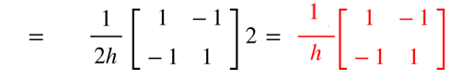 = 1/2h [ 1 −1 −1 1 ] 2 = 1/h [ 1 −1 −1 1 ]